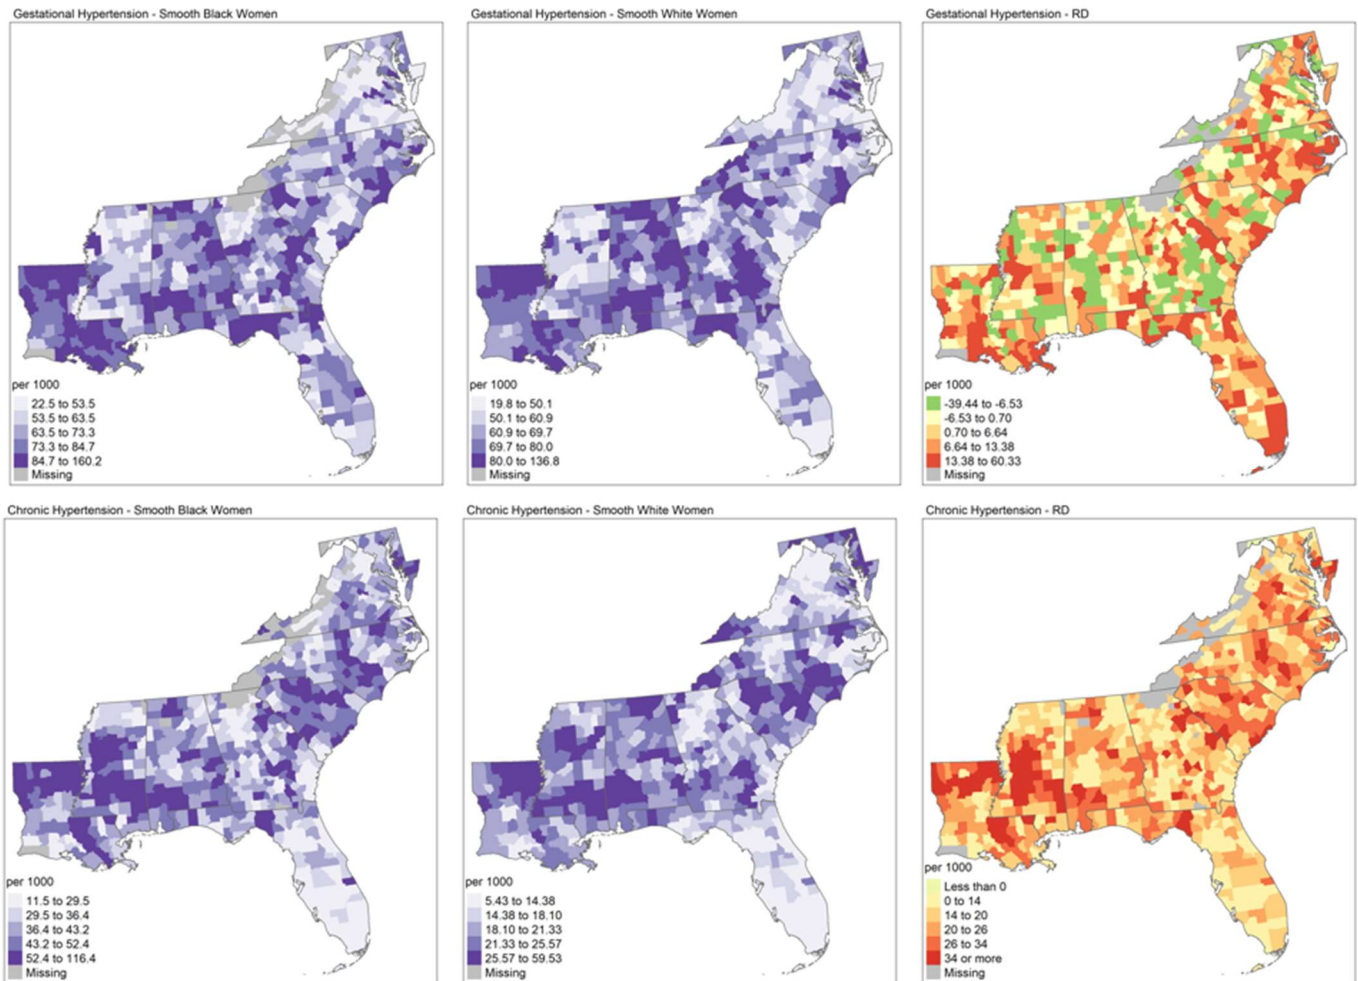 Gestational Hypertension - Smooth Black Women
per 1000
22.5 to 53.5
53.5 to 63.5
63.5 to 73.3
73.3 to 84.7
84.7 to 160.2
Missing
Gestational Hypertension - Smooth White Women
per 1000
19.8 to 50.1
50.1 to 60.9
60.9 to 69.7
69.7 to 80.0
80.0 to 136.8
Missing
Gestational Hypertension - RD
per 1000
-39.44 to -6.53
-6.53 to 0.70
0.70 to 6.64
6.64 to 13.38
13.38 to 60.33
Missing
Chronic Hypertension - Smooth Black Women
per 1000
11.5 to 29.5
29.5 to 36.4
36.4 to 43.2
43.2 to 52.4
52.4 to 116.4
Missing
Chronic Hypertension - Smooth White Women
per 1000
5.43 to 14.38
14.38 to 18.10
18.10 to 21.33
21.33 to 25.57
25.57 to 59.53
Missing
Chronic Hypertension - RD
per 1000
Less than 0
0 to 14
14 to 20
20 to 26
26 to 34
34 or more
Missing